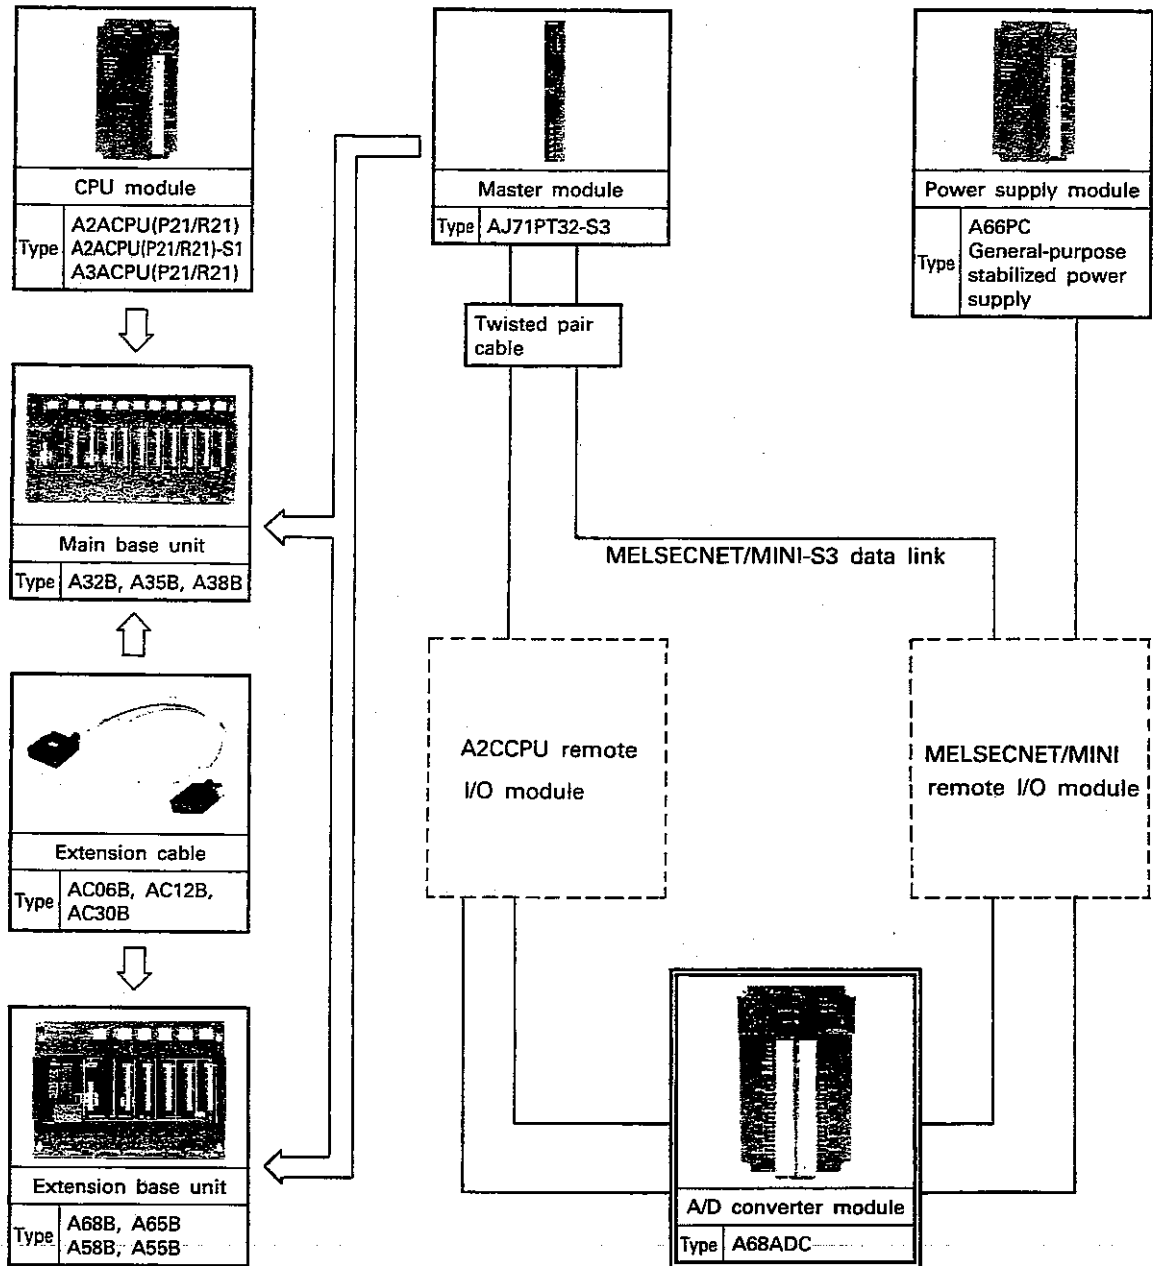 CPU module
Type
A2ACPU(P21/R21)
A2ACPU(P21/R21)-S1
A3ACPU(P21/R21)
Master module
Type AJ71PT32-S3
Power supply module
Type
A66PC
General-purpose
stabilized power
supply
Twisted pair
cable
Main base unit
Type A32B, A35B, A38B
MELSECNET/MINI-S3 data link
A2CCPU remote
I/O module
MELSECNET/MINI
remote I/O module
Extension cable
Type
AC06B, AC12B,
AC30B
Extension base unit
Type
A68B, A65B
A58B, A55B
A/D converter module
Type A68ADC